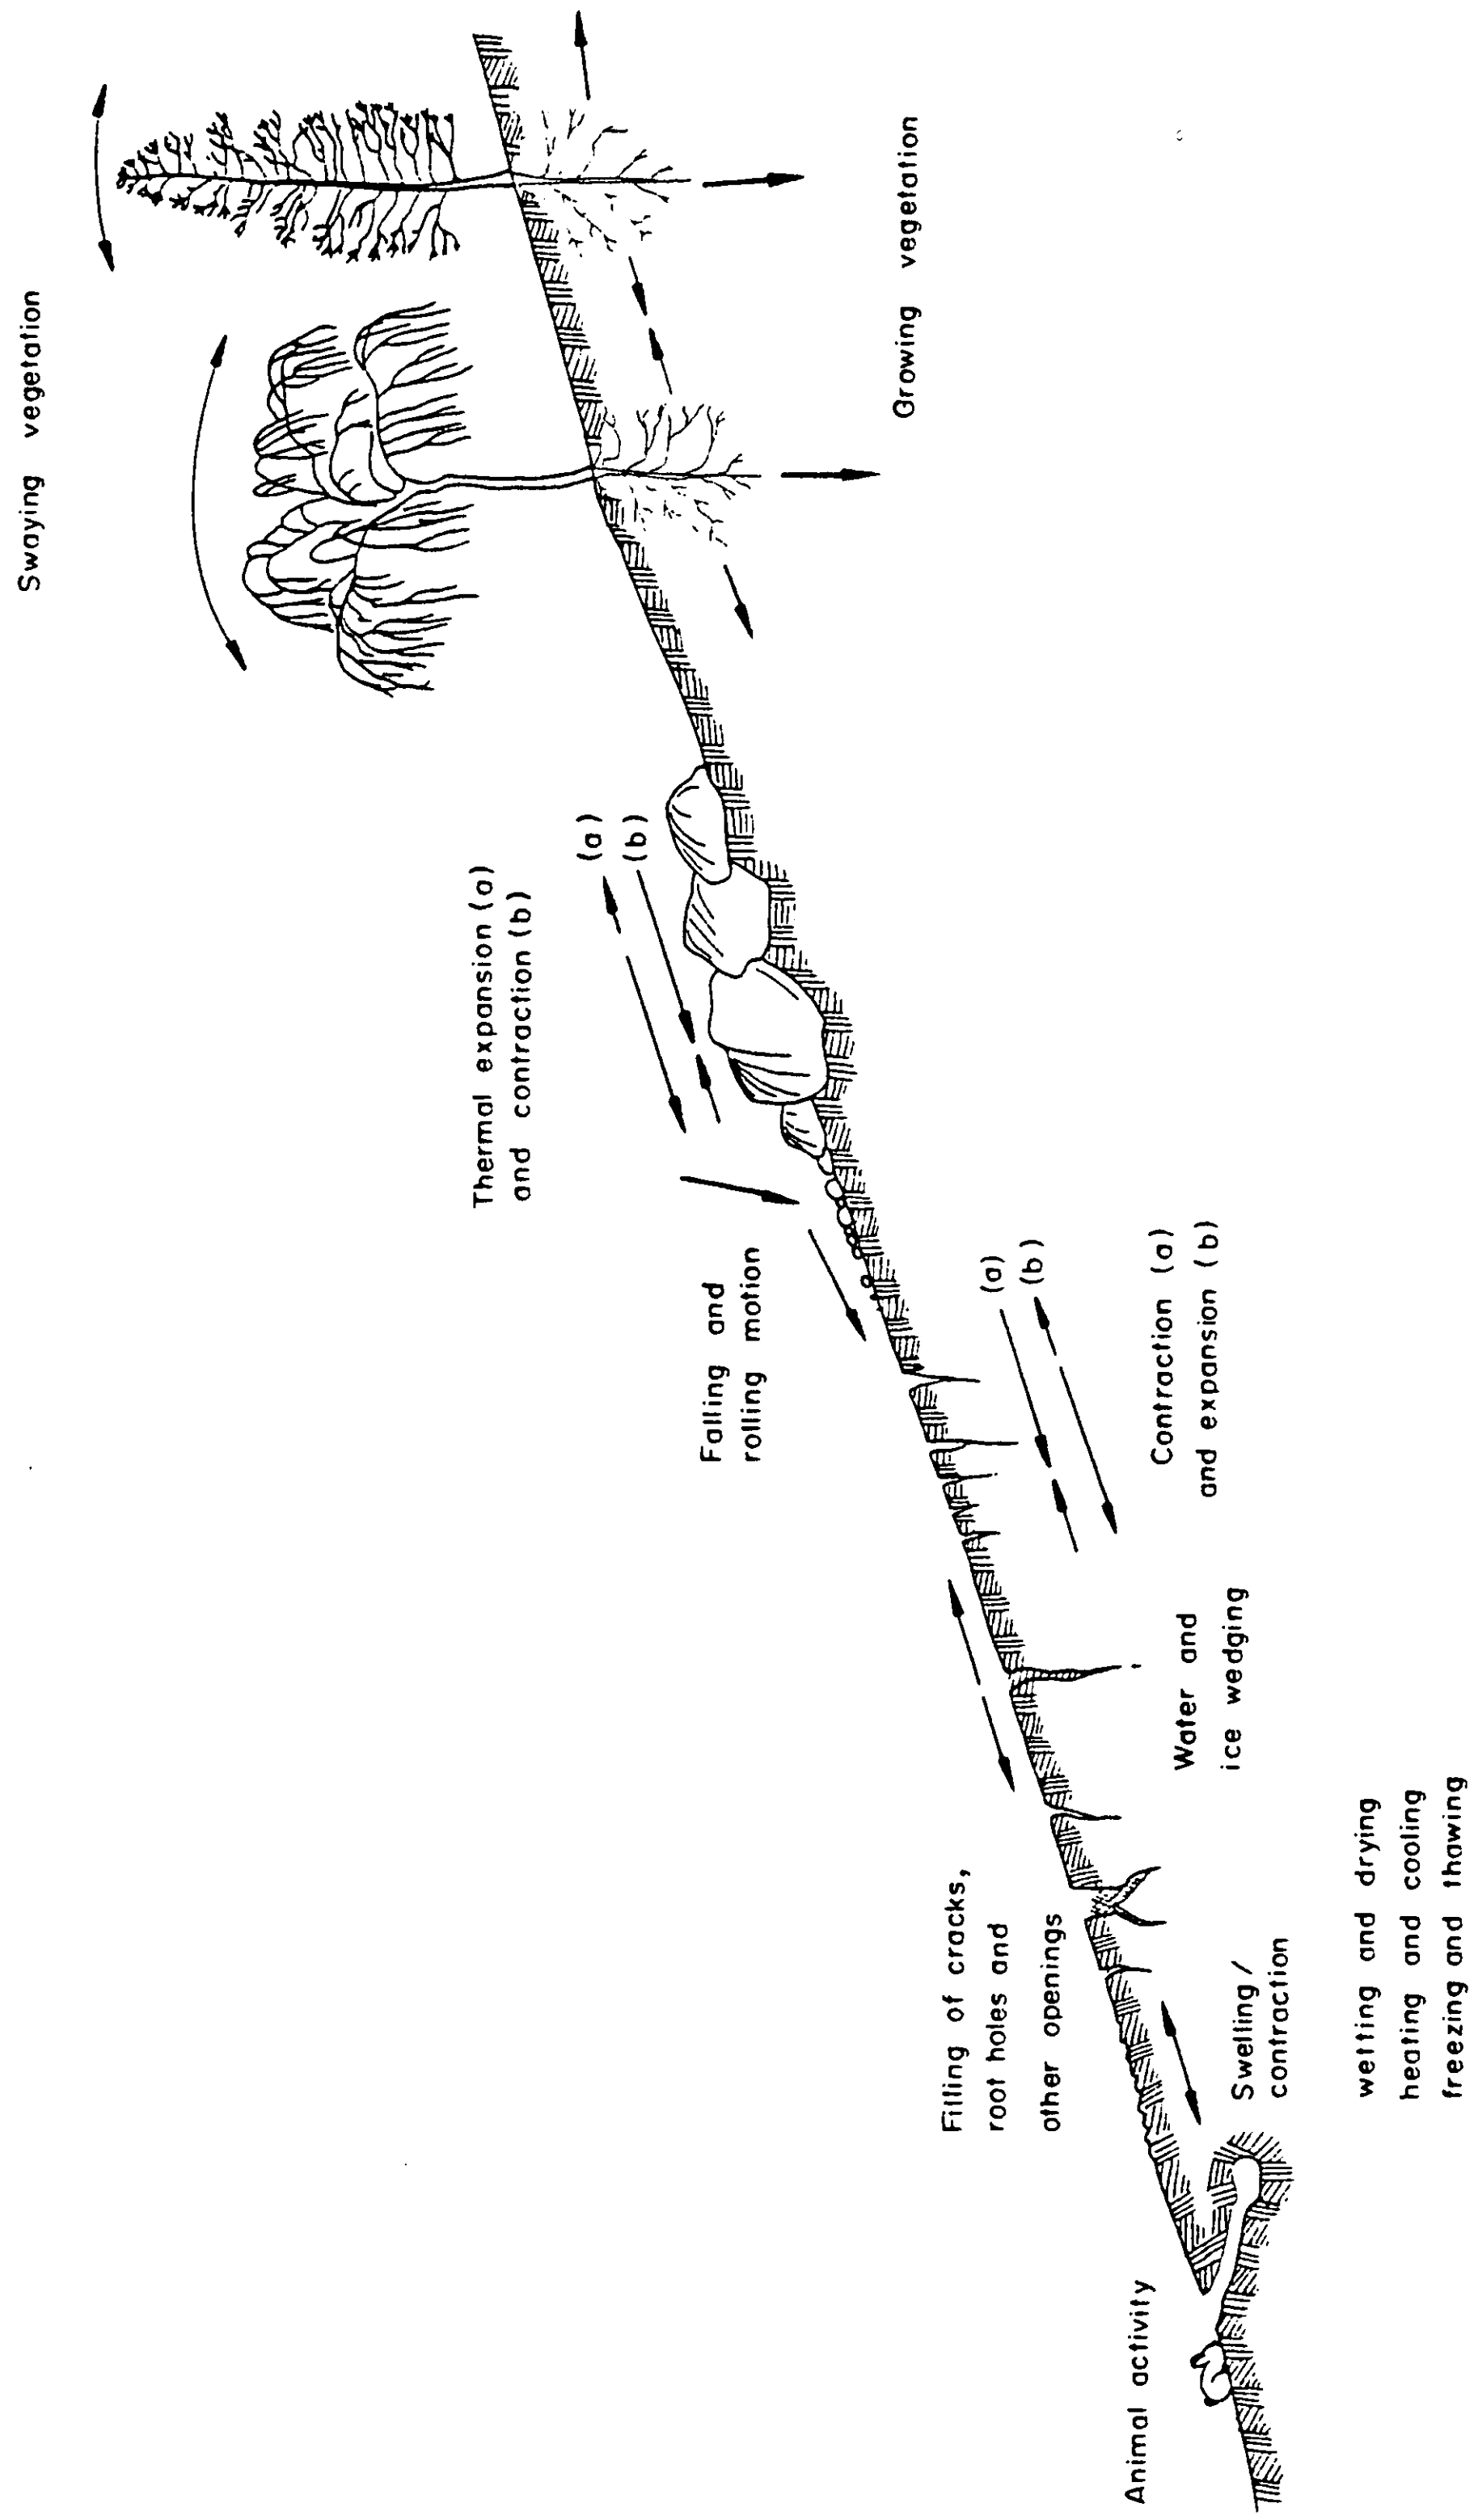 Swaying vegetation
Thermal expansion (a)
and contraction (b)
(a)
(b)
Growing vegetation
Falling and
rolling motion
(a)
(b)
Contraction (a)
and expansion (b)
Water and
ice wedging
Filling of cracks,
root holes and
other openings
Swelling /
contraction
wetting and drying
heating and cooling
freezing and thawing
Animal activity